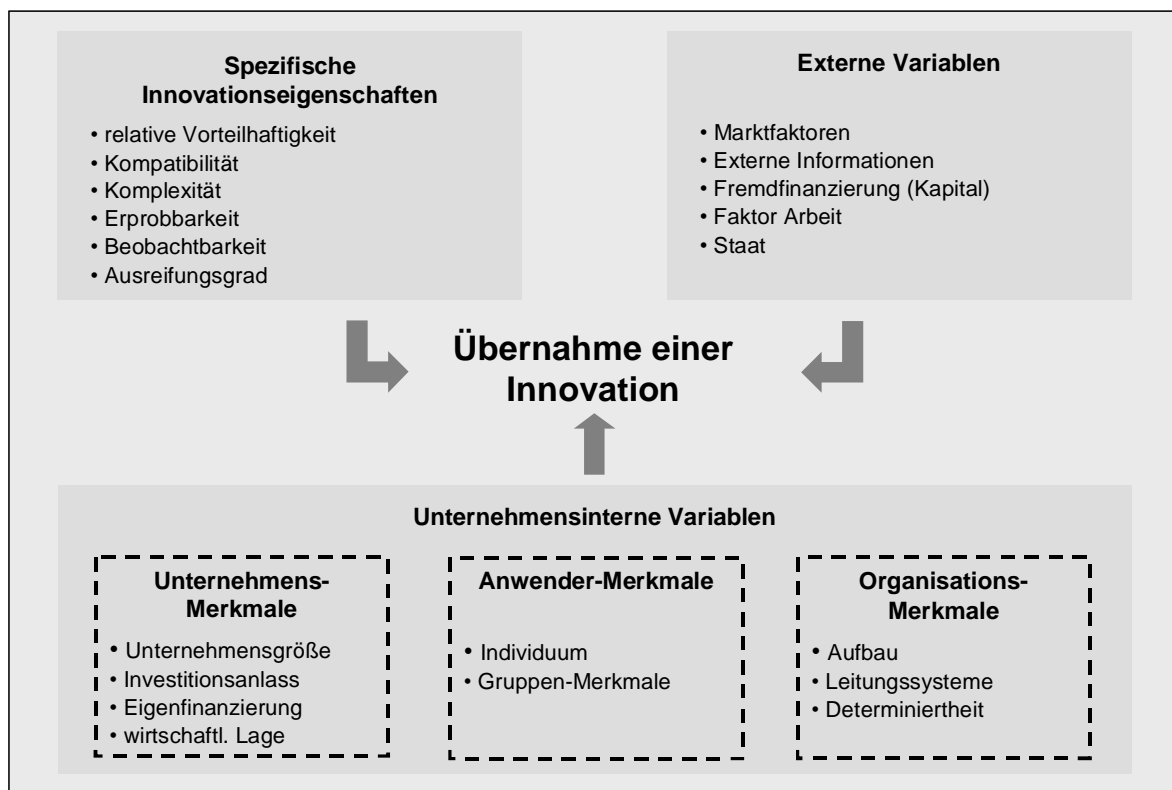 Spezifische
Innovationseigenschaften
• relative Vorteilhaftigkeit
• Kompatibilität
• Komplexität
• Erprobbarkeit
• Beobachtbarkeit
• Ausreifungsgrad
Externe Variablen
• Marktfaktoren
• Externe Informationen
• Fremdfinanzierung (Kapital)
• Faktor Arbeit
• Staat
Übernahme einer
Innovation
Unternehmensinterne Variablen
Unternehmens-
Merkmale
• Unternehmensgröße
• Investitionsanlass
• Eigenfinanzierung
• wirtschaftl. Lage
Anwender-Merkmale
• Individuum
• Gruppen-Merkmale
Organisations-
Merkmale
• Aufbau
• Leitungssysteme
• Determiniertheit